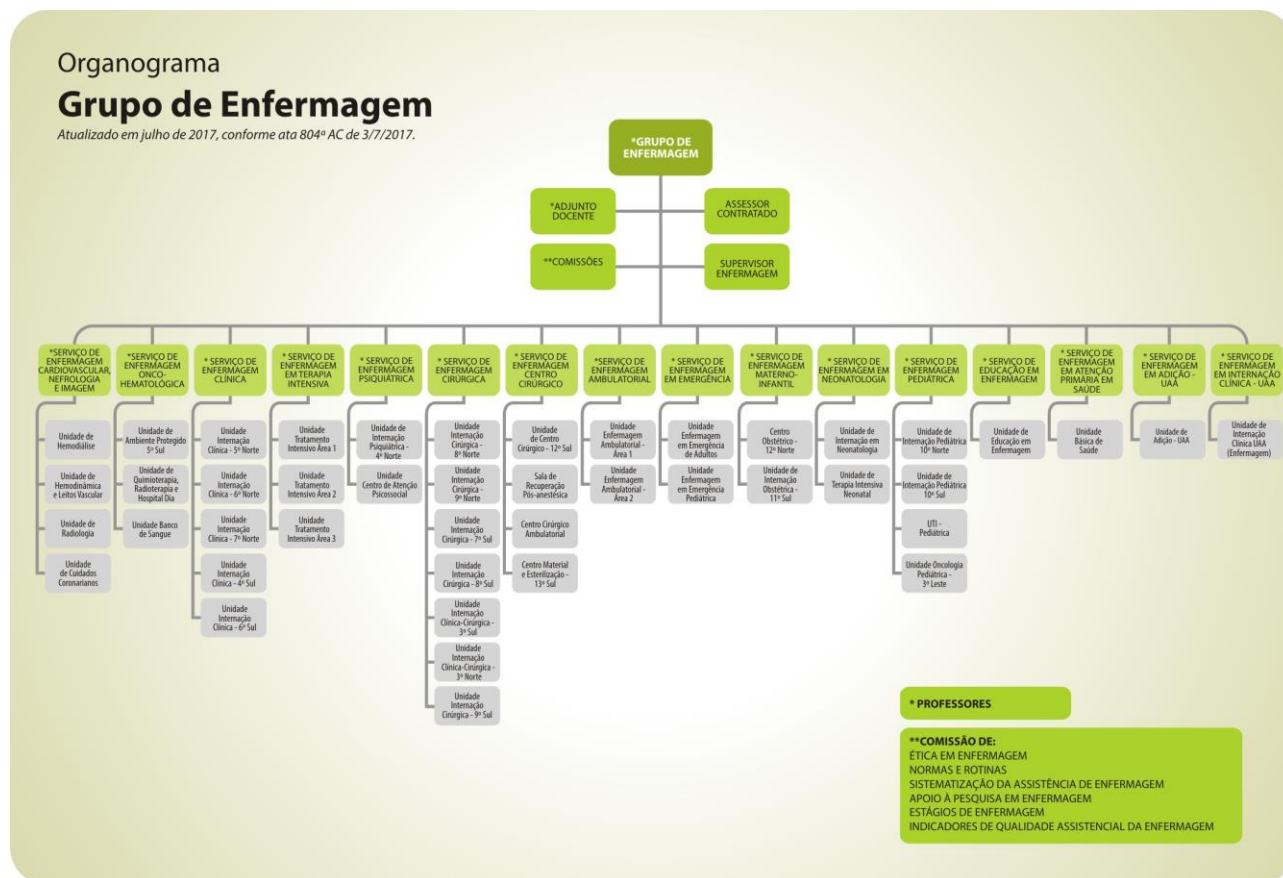 Organograma
Grupo de Enfermagem
Atualizado em julho de 2017, conforme ata 804ª AC de 3/7/2017.
*GRUPO DE
ENFERMAGEM
*ADJUNTO
DOCENTE
ASSESSOR
CONTRATADO
**COMISSÕES
SUPERVISOR
ENFERMAGEM
*SERVIÇO DE
ENFERMAGEM
CARDIOVASCULAR,
NEFROLOGIA
E IMAGEM
*SERVIÇO DE
ENFERMAGEM
ONCO-
HEMATOLÓGICA
* SERVIÇO DE
ENFERMAGEM
CLÍNICA
* SERVIÇO DE
ENFERMAGEM
EM TERAPIA
INTENSIVA
* SERVIÇO DE
ENFERMAGEM
PSIQUIÁTRICA
* SERVIÇO DE
ENFERMAGEM
CIRÚRGICA
* SERVIÇO DE
ENFERMAGEM
CENTRO
CIRÚRGICO
*SERVIÇO DE
ENFERMAGEM
AMBULATORIAL
* SERVIÇO DE
ENFERMAGEM
EM EMERGÊNCIA
* SERVIÇO DE
ENFERMAGEM
MATERNO-
INFANTIL
* SERVIÇO DE
ENFERMAGEM EM
NEONATOLOGIA
* SERVIÇO DE
ENFERMAGEM
PEDIÁTRICA
* SERVIÇO DE
EDUCAÇÃO EM
ENFERMAGEM
* SERVIÇO DE
ENFERMAGEM
EM ATENÇÃO
PRIMÁRIA EM
SAÚDE
* SERVIÇO DE
ENFERMAGEM
EM ADIÇÃO -
UAA
* SERVIÇO DE
ENFERMAGEM
EM INTERNAÇÃO
CLÍNICA - UAA
Unidade de
Hemodiálise
Unidade de
Hemodinâmica
e Leitos Vascular
Unidade de
Radiologia
Unidade
de Cuidados
Coronarianos
Unidade de
Ambiente Protegido
5º Sul
Unidade de
Quimioterapia,
Radioterapia e
Hospital Dia
Unidade Banco
de Sangue
Unidade
Internação
Clínica - 5º Norte
Unidade
Internação
Clínica - 6º Norte
Unidade
Internação
Clínica - 7º Norte
Unidade
Internação
Clínica - 4º Sul
Unidade
Internação
Clínica - 6º Sul
Unidade
Tratamento
Intensivo Área 1
Unidade
Tratamento
Intensivo Área 2
Unidade
Tratamento
Intensivo Área 3
Unidade de
Internação
Psiquiátrica -
4º Norte
Unidade
Centro de Atenção
Psicossocial
Unidade
Internação
Cirúrgica -
8º Norte
Unidade
Internação
Cirúrgica -
9º Norte
Unidade
Internação
Cirúrgica - 7º Sul
Unidade
Internação
Cirúrgica - 8º Sul
Unidade
Internação
Clínica-Cirúrgica -
3º Sul
Unidade
Internação
Clínica-Cirúrgica -
3º Norte
Unidade
Internação
Cirúrgica - 9º Sul
Unidade
de Centro
Cirúrgico - 12º Sul
Sala de
Recuperação
Pós-anestésica
Centro Cirúrgico
Ambulatorial
Centro Material
e Esterilização -
13º Sul
Unidade
Enfermagem
Ambulatorial -
Área 1
Unidade
Enfermagem
Ambulatorial -
Área 2
Unidade
Enfermagem
em Emergência
de Adultos
Unidade
Enfermagem
em Emergência
Pediátrica
Centro
Obstétrico -
12º Norte
Unidade de
Internação
Obstétrica -
11º Sul
Unidade de
Internação em
Neonatologia
Unidade de
Terapia Intensiva
Neonatal
Unidade de
Internação Pediátrica
10º Norte
Unidade de
Internação Pediátrica
10º Sul
UTI -
Pediátrica
Unidade Oncologia
Pediátrica -
3º Leste
Unidade de
Educação em
Enfermagem
Unidade
Básica de
Saúde
Unidade de
Adição - UAA
Unidade de
Internação
Clínica UAA
(Enfermagem)
* PROFESSORES
**COMISSÃO DE:
ÉTICA EM ENFERMAGEM
NORMAS E ROTINAS
SISTEMATIZAÇÃO DA ASSISTÊNCIA DE ENFERMAGEM
APOIO À PESQUISA EM ENFERMAGEM
ESTÁGIOS DE ENFERMAGEM
INDICADORES DE QUALIDADE ASSISTENCIAL DA ENFERMAGEM